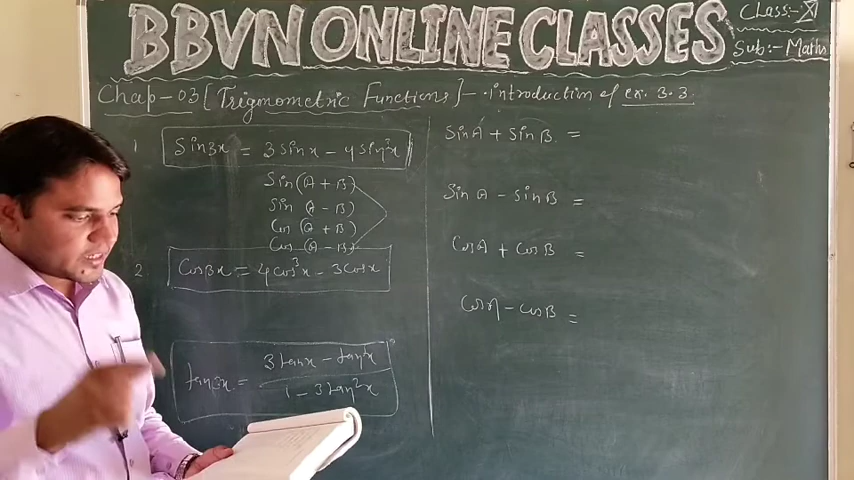 BBVN ONLINE CLASSES
Class:- XI
Sub:- Maths
Chap-03 [Trignometric Functions] - introduction of ex. 3.3
1 Sin3x = 3sinx - 4sin³x
Sin(A + B)
Sin (A - B)
Cos (A + B)
Cos (A - B)
2 Cos3x = 4cos³x - 3cosx
tan3x = 3tanx - tan³x
1 - 3tan²x
SinA + SinB =
Sin A - SinB =
CosA + CosB =
CosA - CosB =